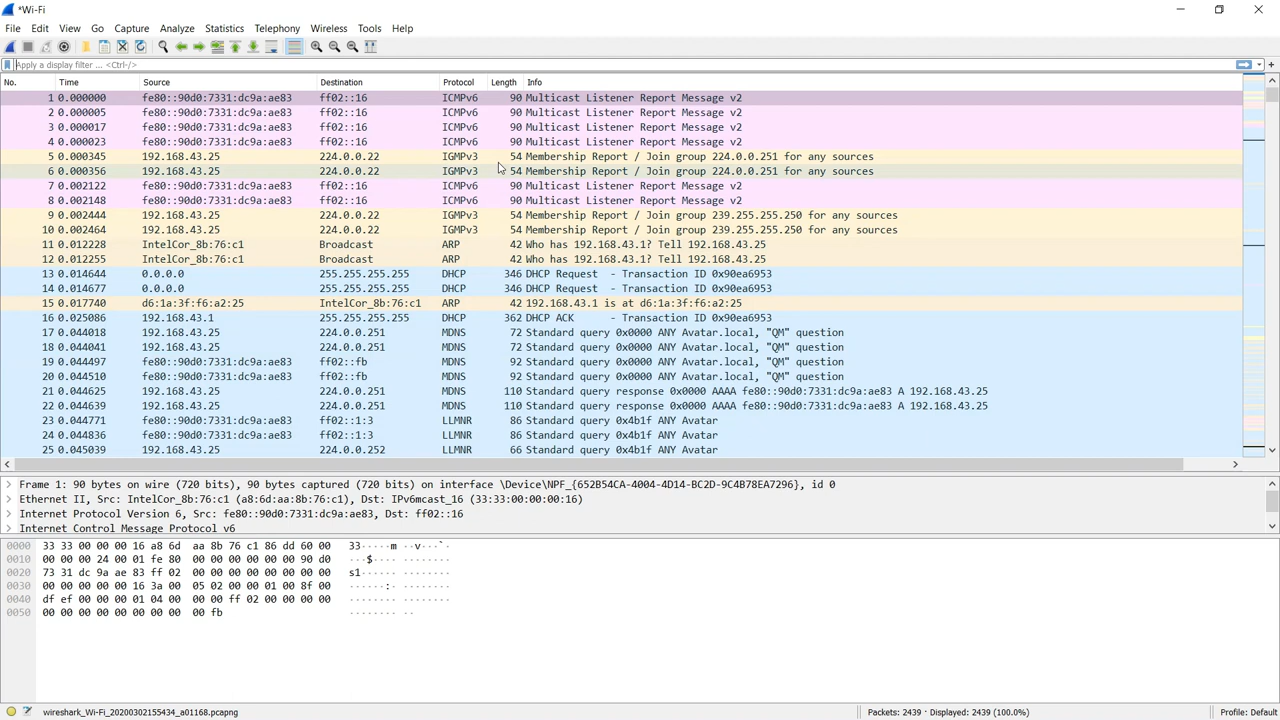 *Wi-Fi
File Edit View Go Capture Analyze Statistics Telephony Wireless Tools Help
Apply a display filter ... <Ctrl-/>
No. Time Source Destination Protocol Length Info
1 0.000000 fe80::90d0:7331:dc9a:ae83 ff02::16 ICMPv6 90 Multicast Listener Report Message v2
2 0.000005 fe80::90d0:7331:dc9a:ae83 ff02::16 ICMPv6 90 Multicast Listener Report Message v2
3 0.000017 fe80::90d0:7331:dc9a:ae83 ff02::16 ICMPv6 90 Multicast Listener Report Message v2
4 0.000023 fe80::90d0:7331:dc9a:ae83 ff02::16 ICMPv6 90 Multicast Listener Report Message v2
5 0.000345 192.168.43.25 224.0.0.22 IGMPv3 54 Membership Report / Join group 224.0.0.251 for any sources
6 0.000356 192.168.43.25 224.0.0.22 IGMPv3 54 Membership Report / Join group 224.0.0.251 for any sources
7 0.002122 fe80::90d0:7331:dc9a:ae83 ff02::16 ICMPv6 90 Multicast Listener Report Message v2
8 0.002148 fe80::90d0:7331:dc9a:ae83 ff02::16 ICMPv6 90 Multicast Listener Report Message v2
9 0.002444 192.168.43.25 224.0.0.22 IGMPv3 54 Membership Report / Join group 239.255.255.250 for any sources
10 0.002464 192.168.43.25 224.0.0.22 IGMPv3 54 Membership Report / Join group 239.255.255.250 for any sources
11 0.012228 IntelCor_8b:76:c1 Broadcast ARP 42 Who has 192.168.43.1? Tell 192.168.43.25
12 0.012255 IntelCor_8b:76:c1 Broadcast ARP 42 Who has 192.168.43.1? Tell 192.168.43.25
13 0.014644 0.0.0.0 255.255.255.255 DHCP 346 DHCP Request - Transaction ID 0x90ea6953
14 0.014677 0.0.0.0 255.255.255.255 DHCP 346 DHCP Request - Transaction ID 0x90ea6953
15 0.017740 d6:1a:3f:f6:a2:25 IntelCor_8b:76:c1 ARP 42 192.168.43.1 is at d6:1a:3f:f6:a2:25
16 0.025086 192.168.43.1 255.255.255.255 DHCP 362 DHCP ACK - Transaction ID 0x90ea6953
17 0.044018 192.168.43.25 224.0.0.251 MDNS 72 Standard query 0x0000 ANY Avatar.local, "QM" question
18 0.044041 192.168.43.25 224.0.0.251 MDNS 72 Standard query 0x0000 ANY Avatar.local, "QM" question
19 0.044497 fe80::90d0:7331:dc9a:ae83 ff02::fb MDNS 92 Standard query 0x0000 ANY Avatar.local, "QM" question
20 0.044510 fe80::90d0:7331:dc9a:ae83 ff02::fb MDNS 92 Standard query 0x0000 ANY Avatar.local, "QM" question
21 0.044625 192.168.43.25 224.0.0.251 MDNS 110 Standard query response 0x0000 AAAA fe80::90d0:7331:dc9a:ae83 A 192.168.43.25
22 0.044639 192.168.43.25 224.0.0.251 MDNS 110 Standard query response 0x0000 AAAA fe80::90d0:7331:dc9a:ae83 A 192.168.43.25
23 0.044771 fe80::90d0:7331:dc9a:ae83 ff02::1:3 LLMNR 86 Standard query 0x4b1f ANY Avatar
24 0.044836 fe80::90d0:7331:dc9a:ae83 ff02::1:3 LLMNR 86 Standard query 0x4b1f ANY Avatar
25 0.045039 192.168.43.25 224.0.0.252 LLMNR 66 Standard query 0x4b1f ANY Avatar
Frame 1: 90 bytes on wire (720 bits), 90 bytes captured (720 bits) on interface \Device\NPF_{652B54CA-4004-4D14-BC2D-9C4B78EA7296}, id 0
Ethernet II, Src: IntelCor_8b:76:c1 (a8:6d:aa:8b:76:c1), Dst: IPv6mcast_16 (33:33:00:00:00:16)
Internet Protocol Version 6, Src: fe80::90d0:7331:dc9a:ae83, Dst: ff02::16
Internet Control Message Protocol v6
0000 33 33 00 00 00 16 a8 6d aa 8b 76 c1 86 dd 60 00 33·····m ··v···`·
0010 00 00 00 24 00 01 fe 80 00 00 00 00 00 00 90 d0 ···$···· ········
0020 73 31 dc 9a ae 83 ff 02 00 00 00 00 00 00 00 00 s1······ ········
0030 00 00 00 00 00 16 3a 00 05 02 00 00 01 00 8f 00 ······:· ········
0040 df ef 00 00 00 01 04 00 00 00 ff 02 00 00 00 00 ········ ········
0050 00 00 00 00 00 00 00 00 00 fb ········ ··
wireshark_Wi-Fi_20200302155434_a01168.pcapng Packets: 2439 · Displayed: 2439 (100.0%) Profile: Default